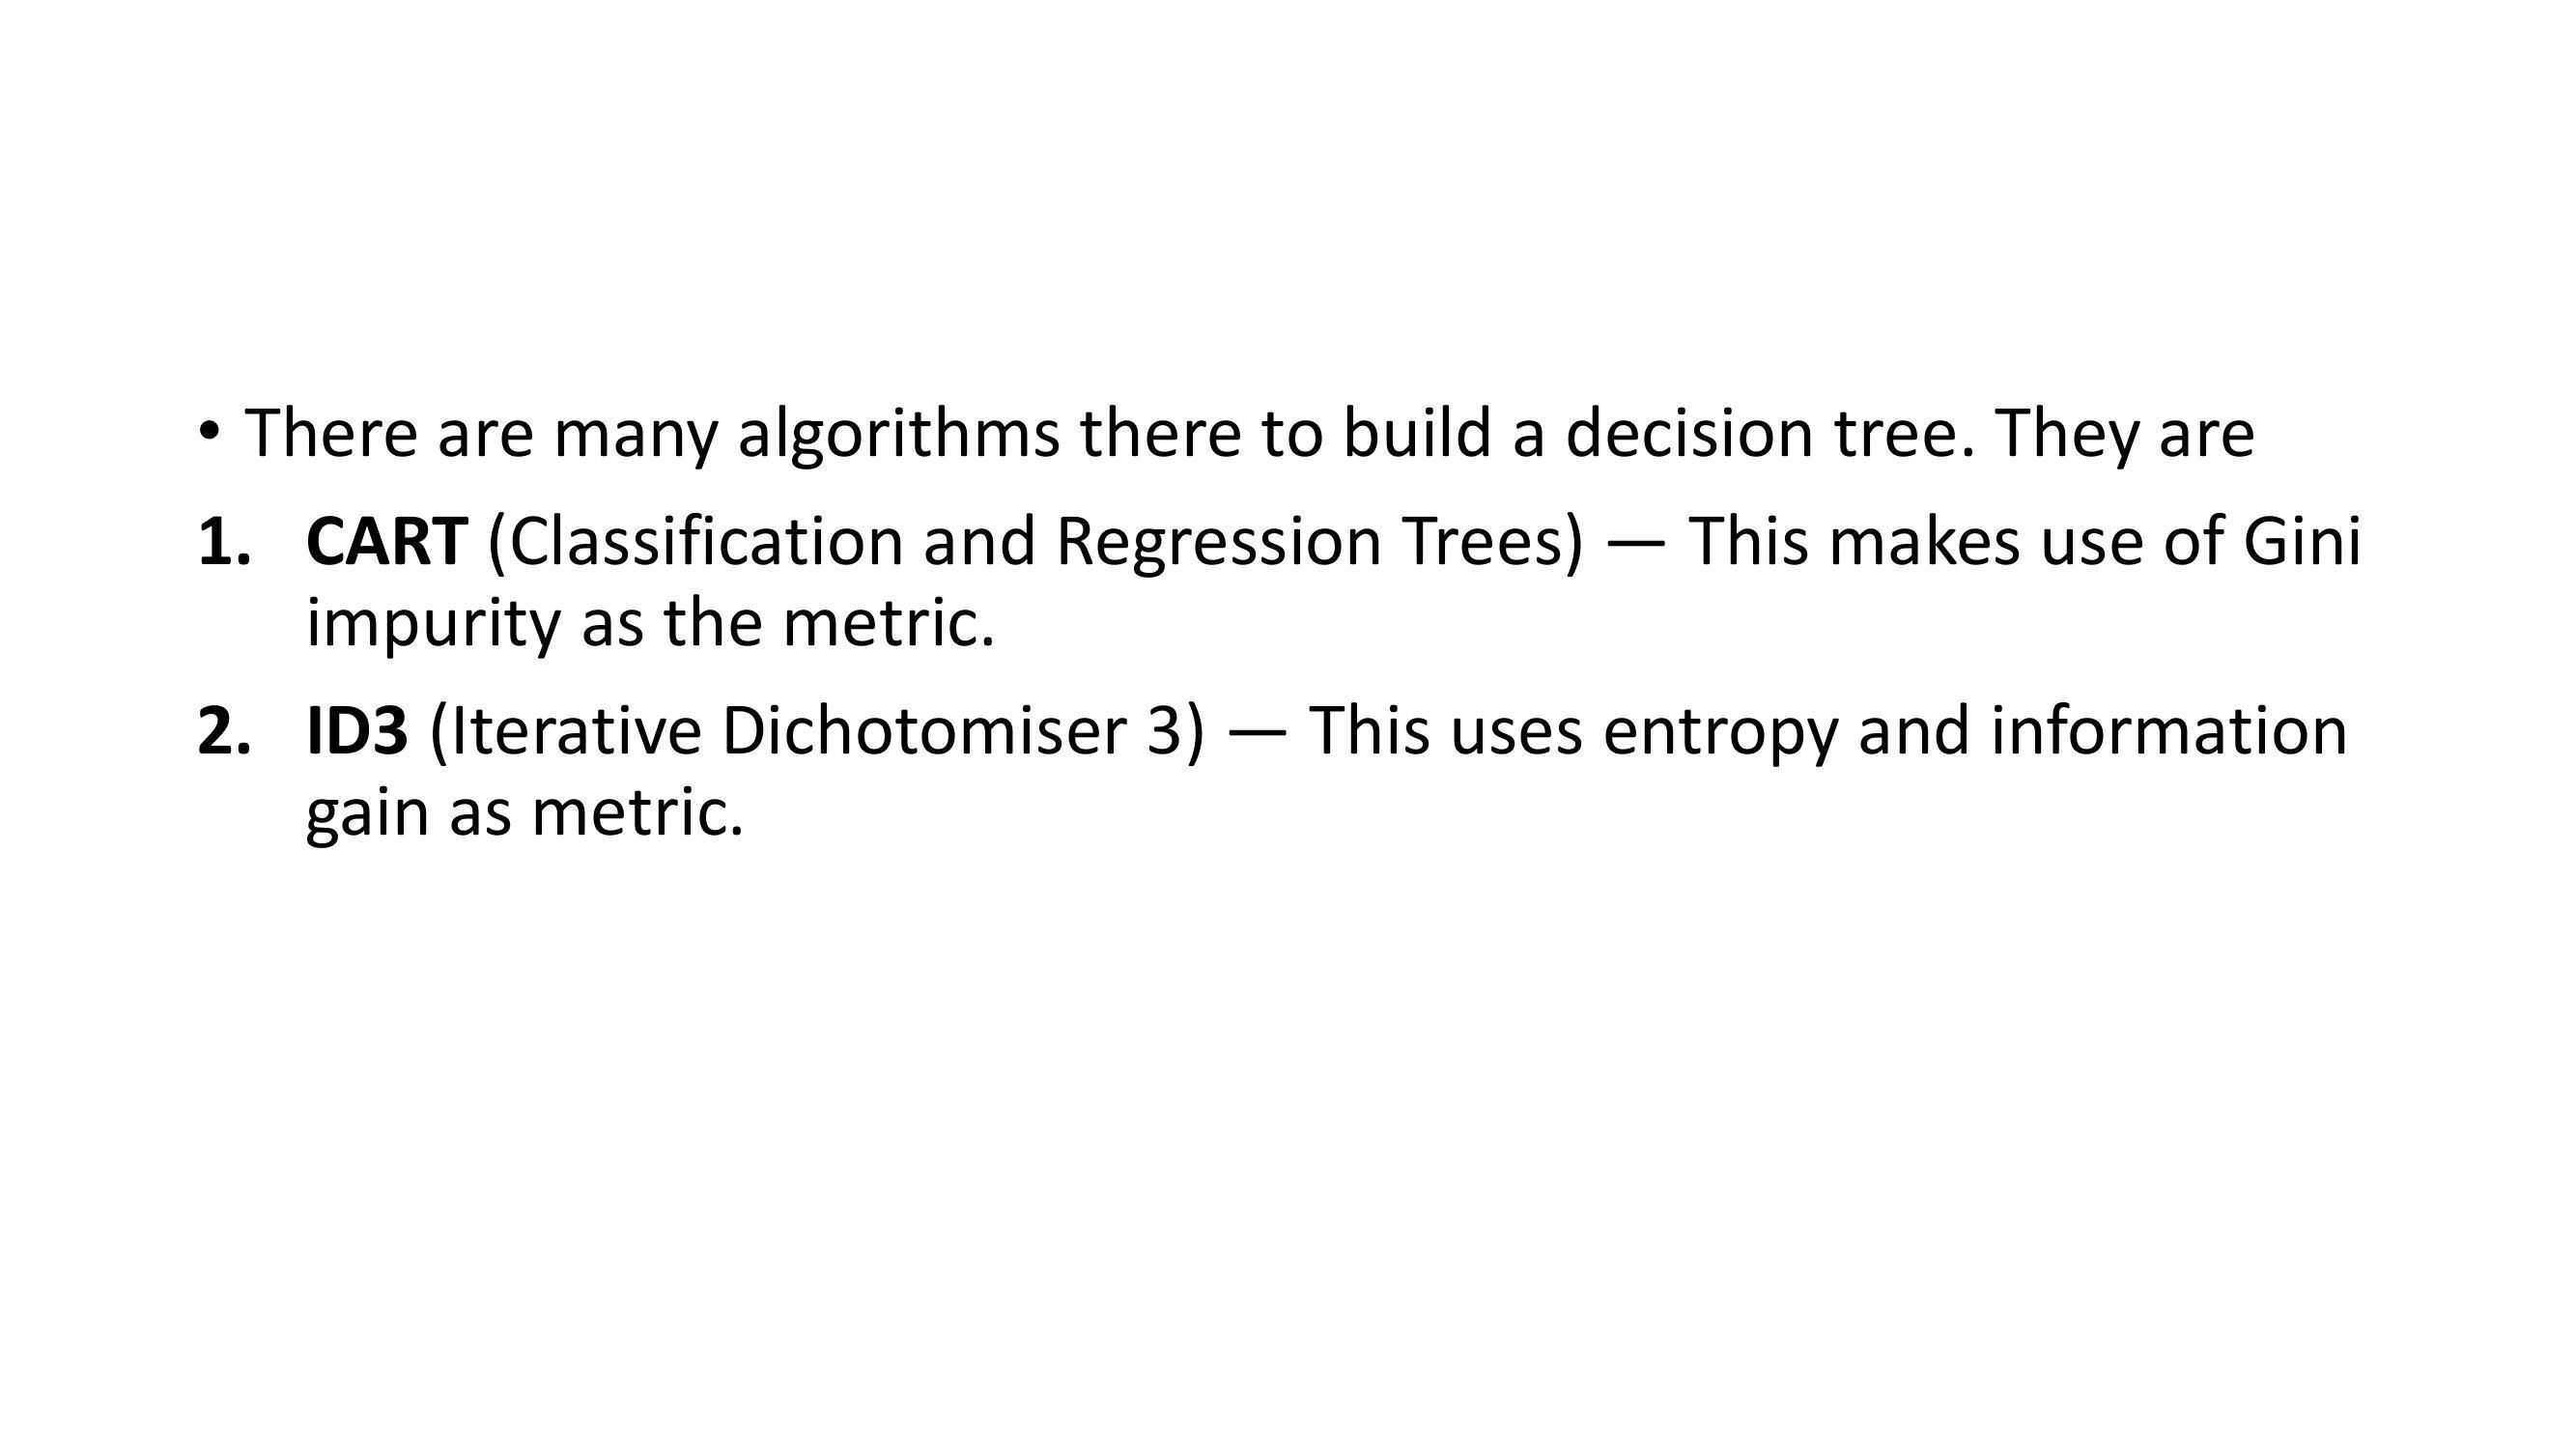 • There are many algorithms there to build a decision tree. They are
1. CART (Classification and Regression Trees) — This makes use of Gini
impurity as the metric.
2. ID3 (Iterative Dichotomiser 3) — This uses entropy and information
gain as metric.